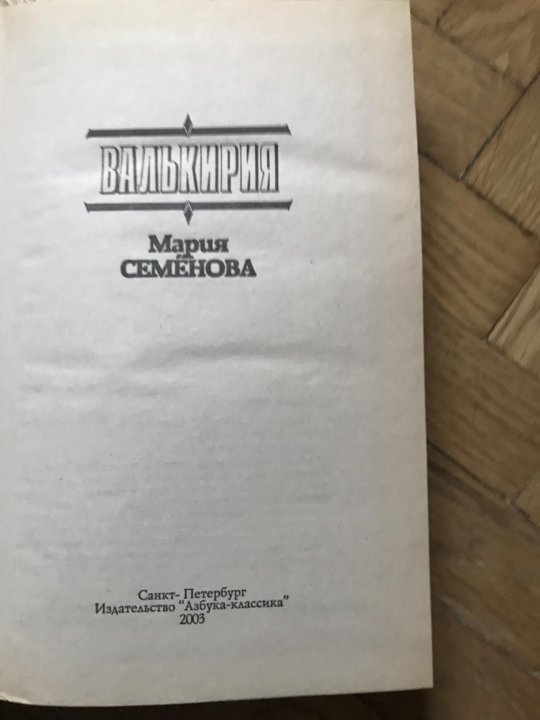 ВАЛЬКИРИЯ
Мария
СЕМЁНОВА
Санкт- Петербург
Издательство "Азбука-классика"
2003